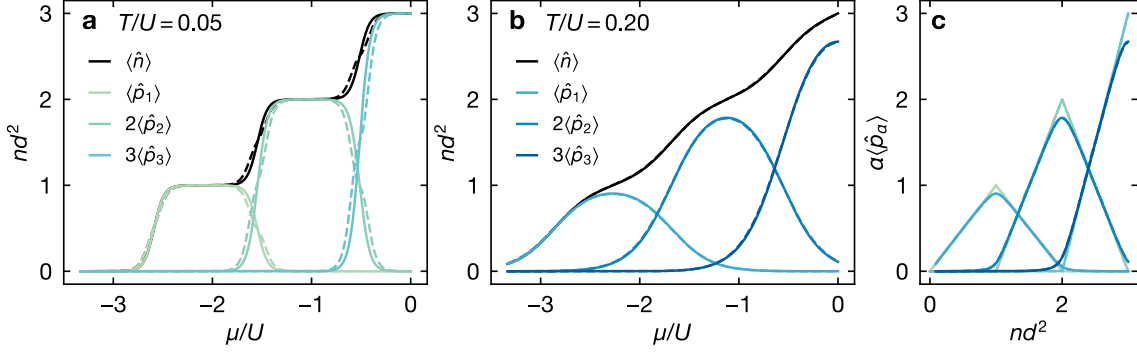 a T/U = 0.05
⟨n̂⟩
⟨p̂₁⟩
2⟨p̂₂⟩
3⟨p̂₃⟩
nd²
3
2
1
0
−3 −2 −1 0
μ/U
b T/U = 0.20
⟨n̂⟩
⟨p̂₁⟩
2⟨p̂₂⟩
3⟨p̂₃⟩
nd²
3
2
1
0
−3 −2 −1 0
μ/U
c
α⟨p̂α⟩
3
2
1
0
0 2
nd²